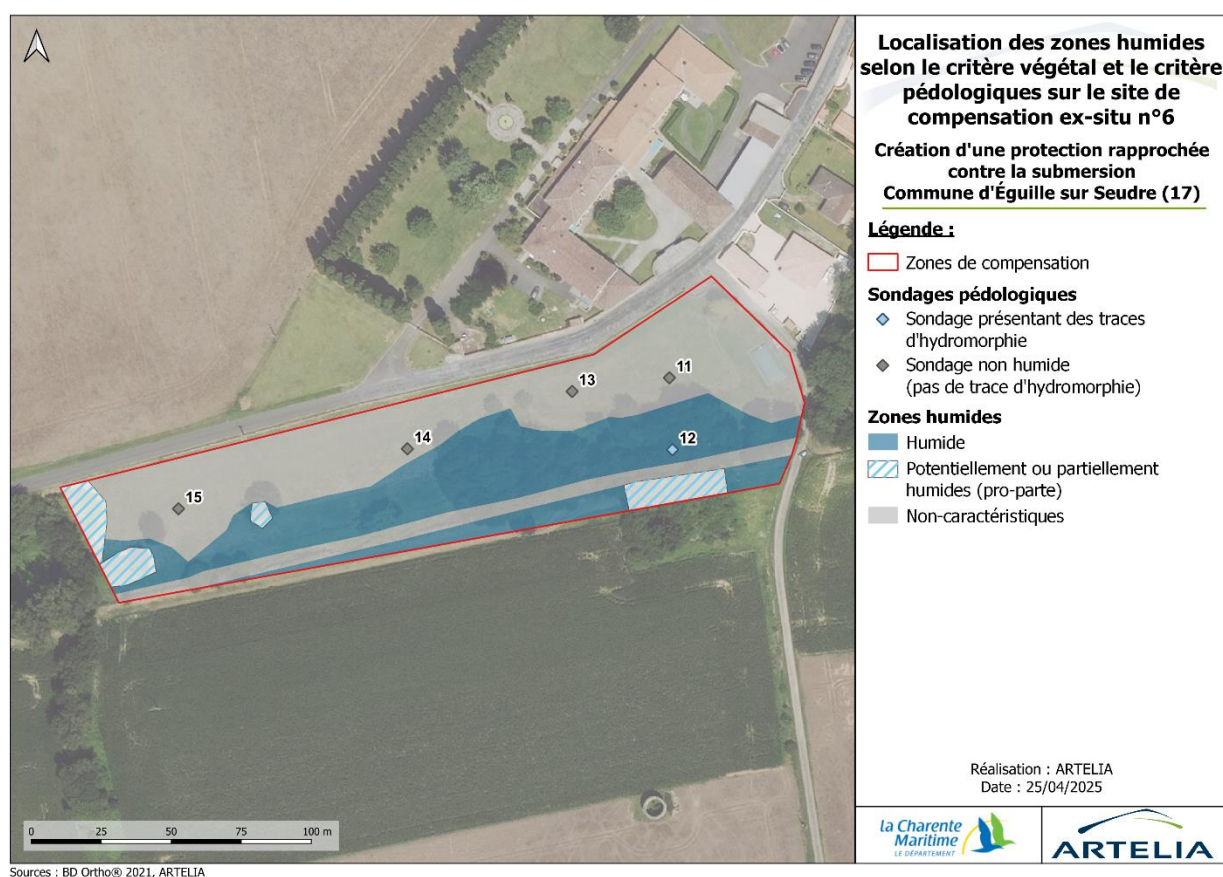 Localisation des zones humides
selon le critère végétal et le critère
pédologiques sur le site de
compensation ex-situ n°6
Création d'une protection rapprochée
contre la submersion
Commune d'Éguille sur Seudre (17)
Légende :
Zones de compensation
Sondages pédologiques
Sondage présentant des traces
d'hydromorphie
Sondage non humide
(pas de trace d'hydromorphie)
Zones humides
Humide
Potentiellement ou partiellement
humides (pro-parte)
Non-caractéristiques
11
13
12
14
15
0 25 50 75 100 m
Réalisation : ARTELIA
Date : 25/04/2025
la Charente
Maritime
LE DÉPARTEMENT
ARTELIA
Sources : BD Ortho® 2021, ARTELIA